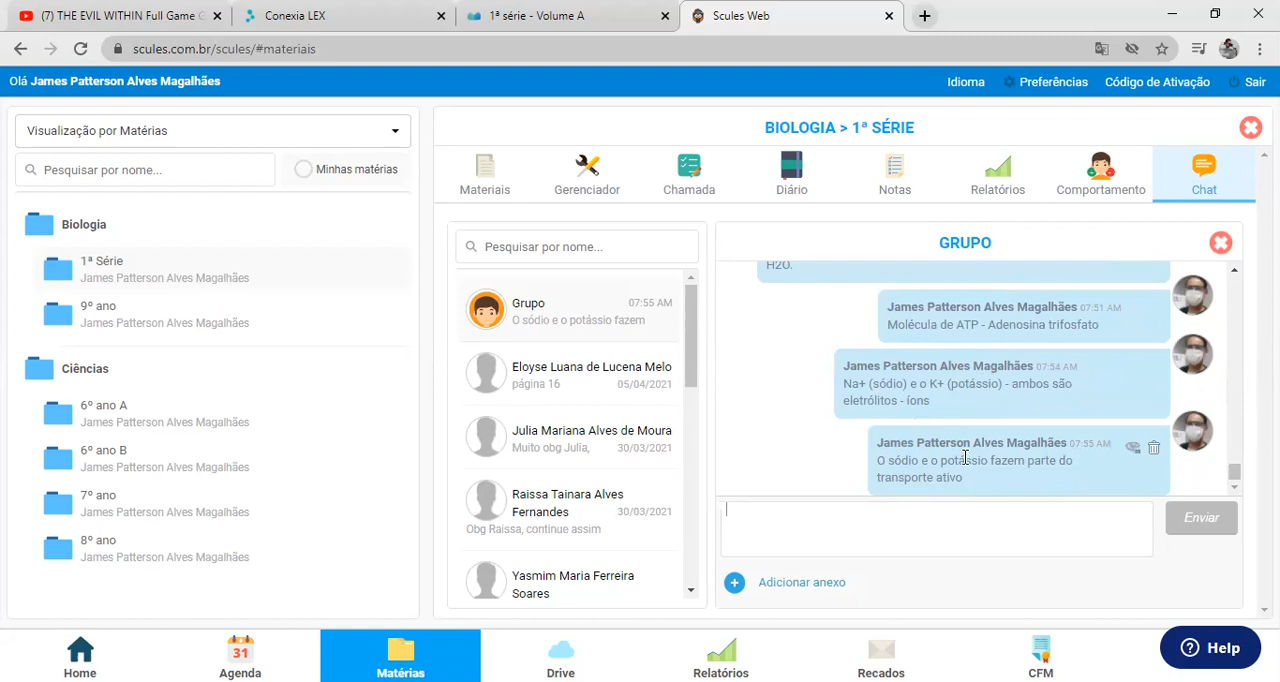 (7) THE EVIL WITHIN Full Game
Conexia LEX
1ª série - Volume A
Scules Web
scules.com.br/scules/#materiais
Olá James Patterson Alves Magalhães
Idioma
Preferências
Código de Ativação
Sair
Visualização por Matérias
Pesquisar por nome...
Minhas matérias
Biologia
1ª Série
James Patterson Alves Magalhães
9º ano
James Patterson Alves Magalhães
Ciências
6º ano A
James Patterson Alves Magalhães
6º ano B
James Patterson Alves Magalhães
7º ano
James Patterson Alves Magalhães
8º ano
James Patterson Alves Magalhães
BIOLOGIA > 1ª SÉRIE
Materiais
Gerenciador
Chamada
Diário
Notas
Relatórios
Comportamento
Chat
Pesquisar por nome...
Grupo 07:55 AM
O sódio e o potássio fazem
Eloyse Luana de Lucena Melo
página 16 05/04/2021
Julia Mariana Alves de Moura
Muito obg Julia, 30/03/2021
Raissa Tainara Alves
Fernandes 30/03/2021
Obg Raissa, continue assim
Yasmim Maria Ferreira
Soares
GRUPO
H2O.
James Patterson Alves Magalhães 07:51 AM
Molécula de ATP - Adenosina trifosfato
James Patterson Alves Magalhães 07:54 AM
Na+ (sódio) e o K+ (potássio) - ambos são
eletrólitos - íons
James Patterson Alves Magalhães 07:55 AM
O sódio e o potássio fazem parte do
transporte ativo
Enviar
Adicionar anexo
Home
31
Agenda
Matérias
Drive
Relatórios
Recados
CFM
Help